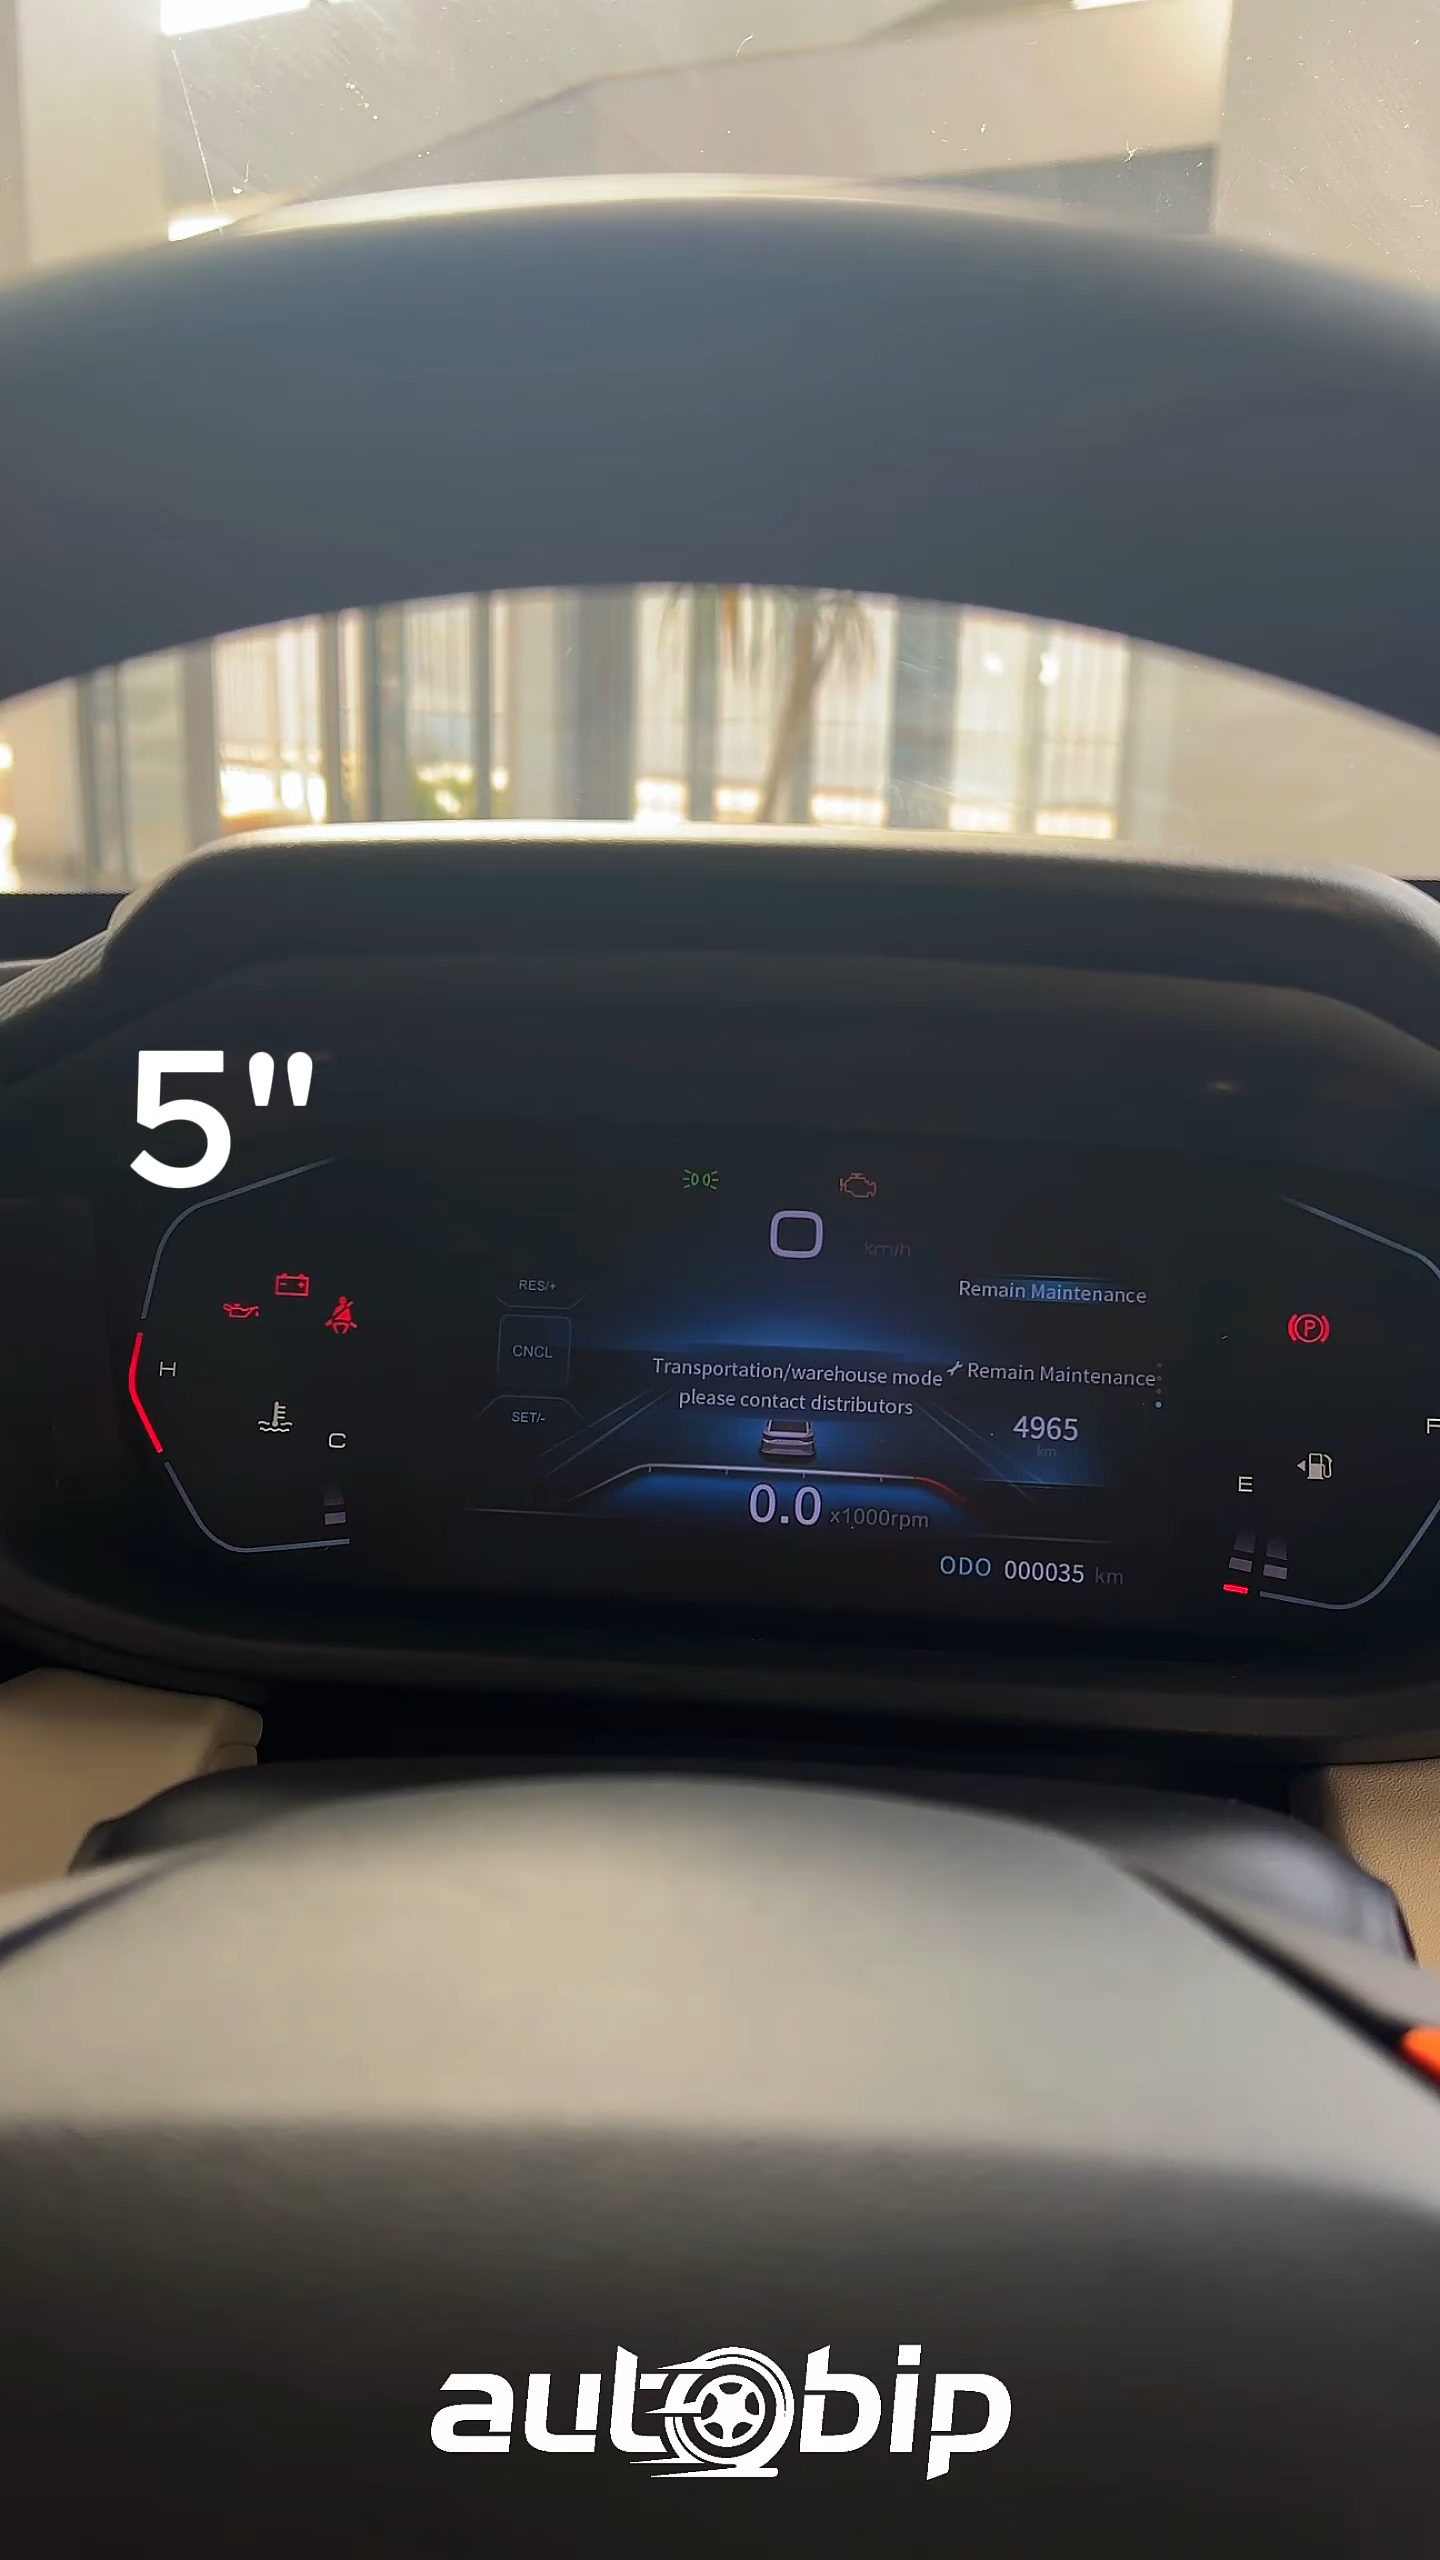 5"
0 km/h
RES/+
Remain Maintenance
CNCL
H
Transportation/warehouse mode
please contact distributors
Remain Maintenance
SET/-
4965
km
C
F
E
0.0 x1000rpm
ODO 000035 km
P
autobip